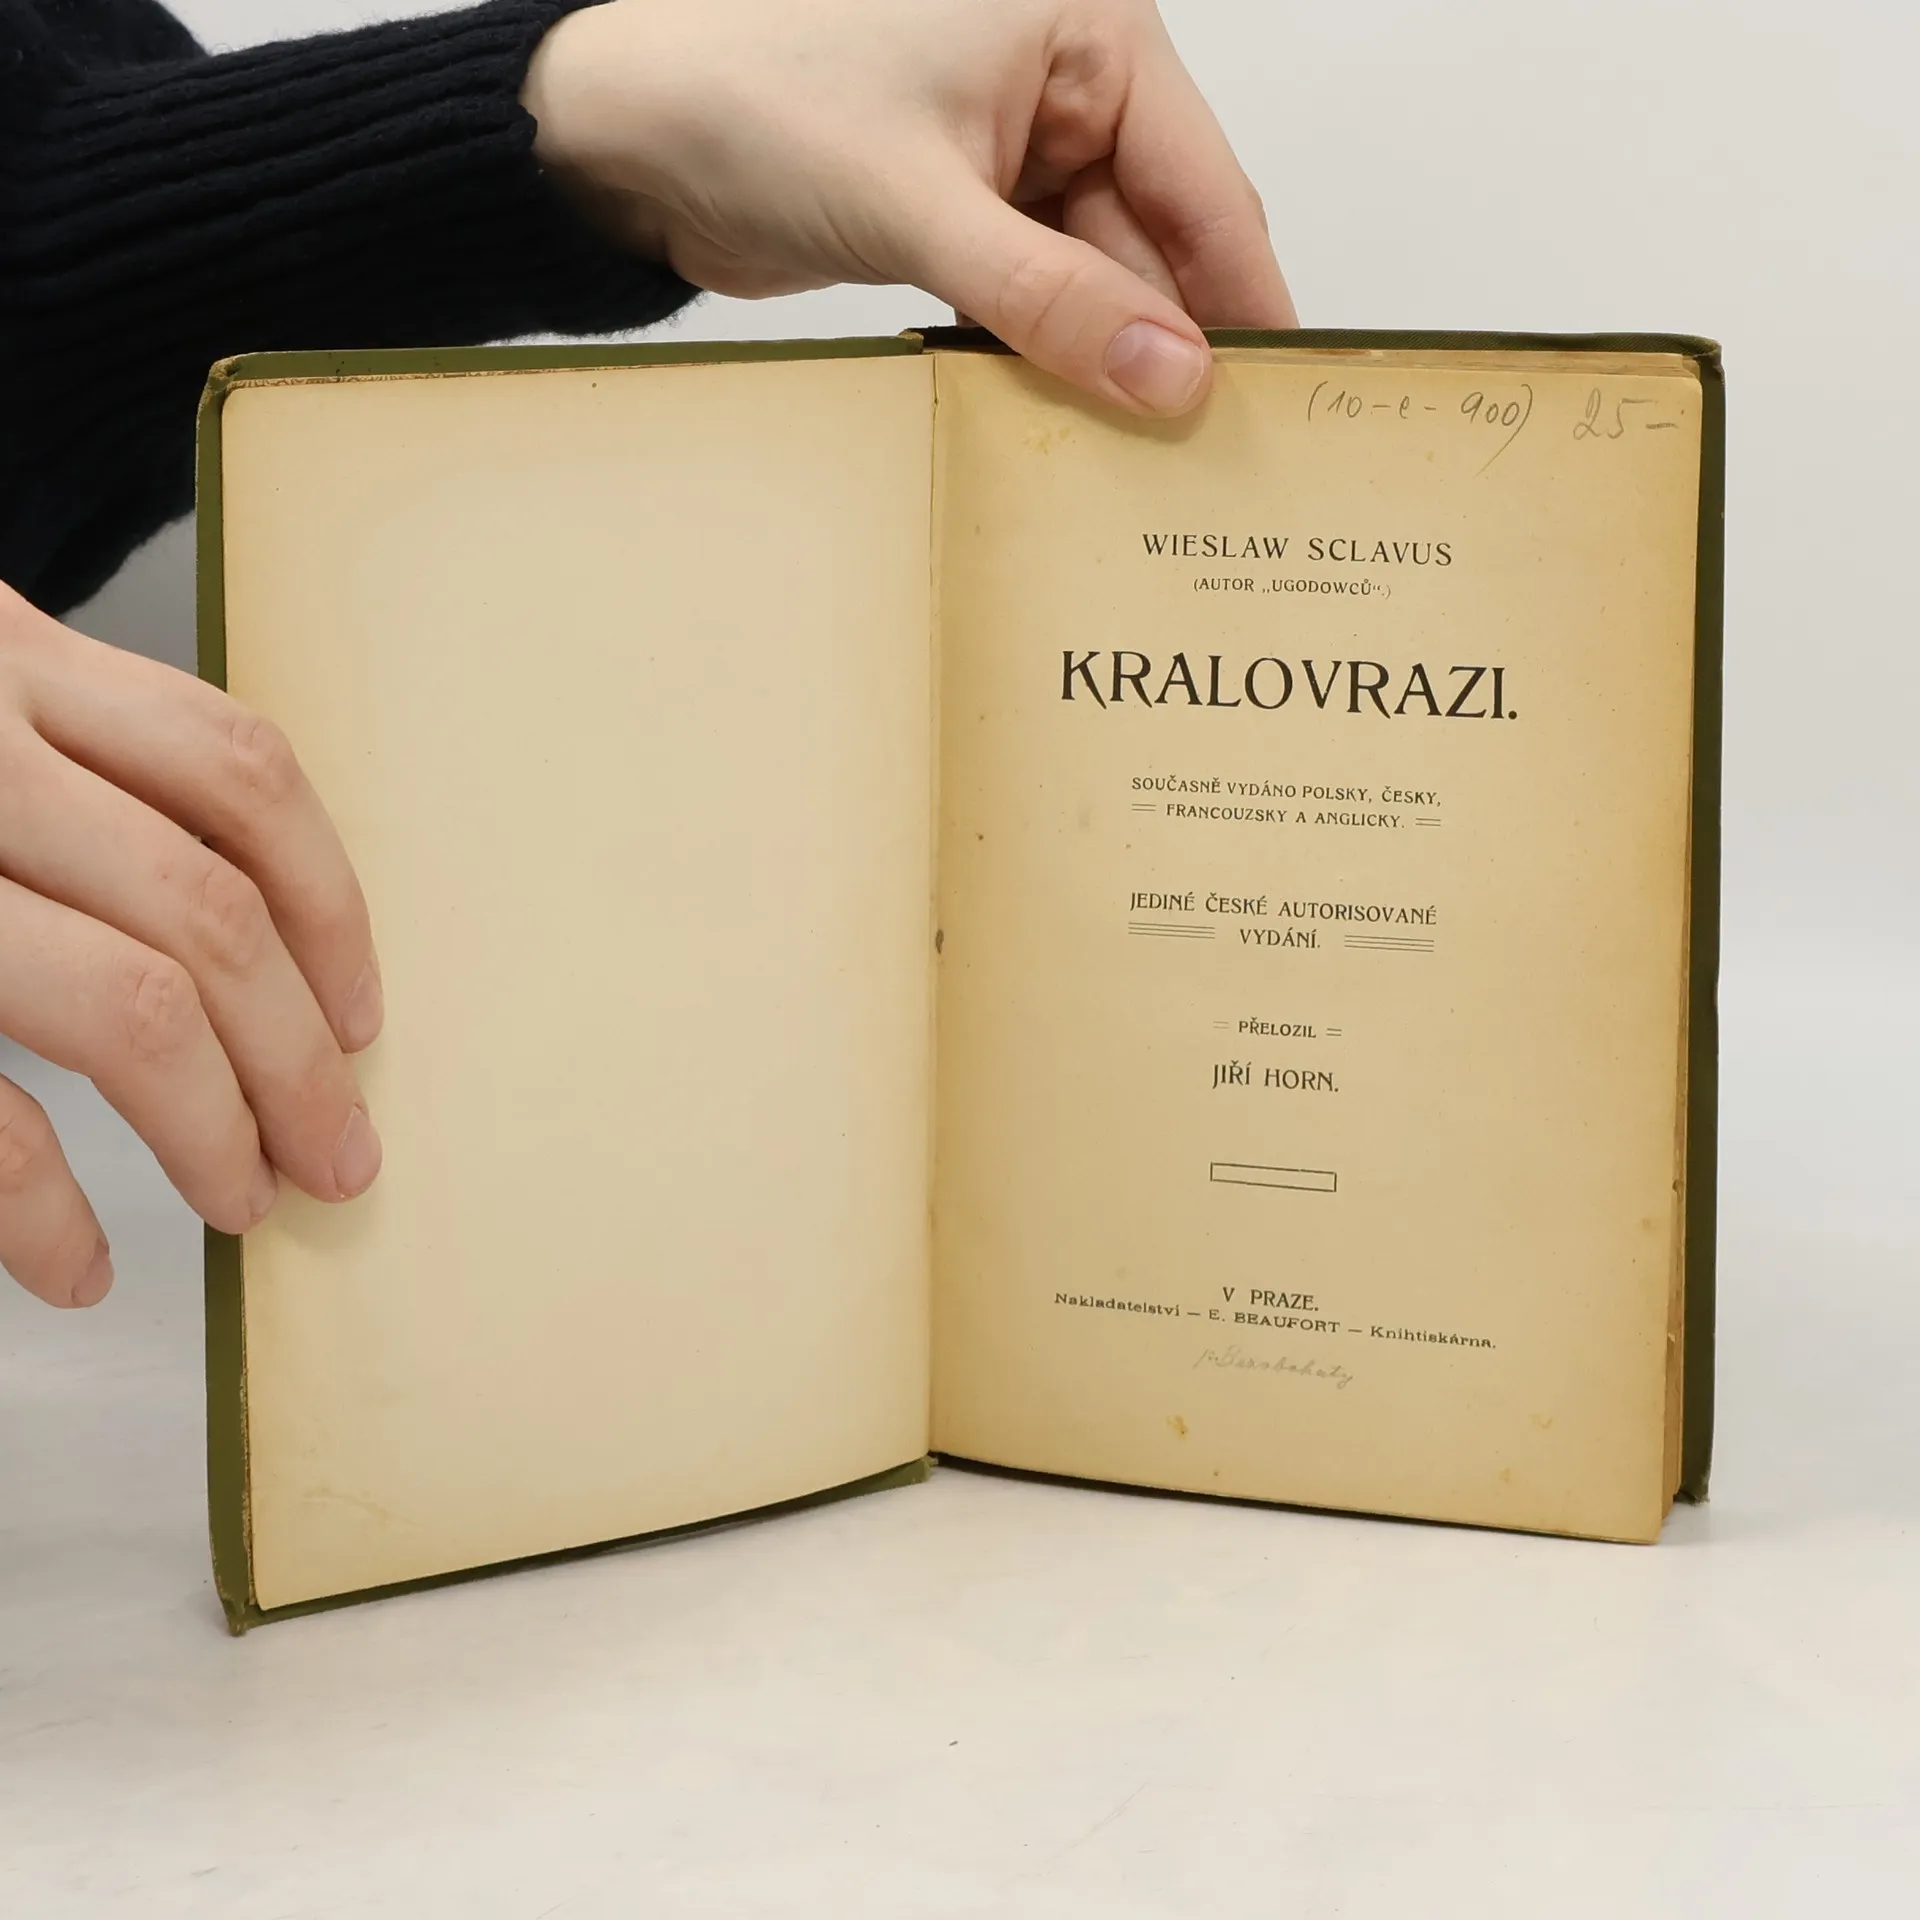 (10-e-900) 25-
WIESLAW SCLAVUS
(AUTOR „UGODOWCŮ“.)
KRALOVRAZI.
SOUČASNĚ VYDÁNO POLSKY, ČESKY,
FRANCOUZSKY A ANGLICKY.
JEDINÉ ČESKÉ AUTORISOVANÉ
VYDÁNÍ.
PŘELOZIL
JIŘÍ HORN.
V PRAZE.
Nakladatelství — E. BEAUFORT — Knihtiskárna.